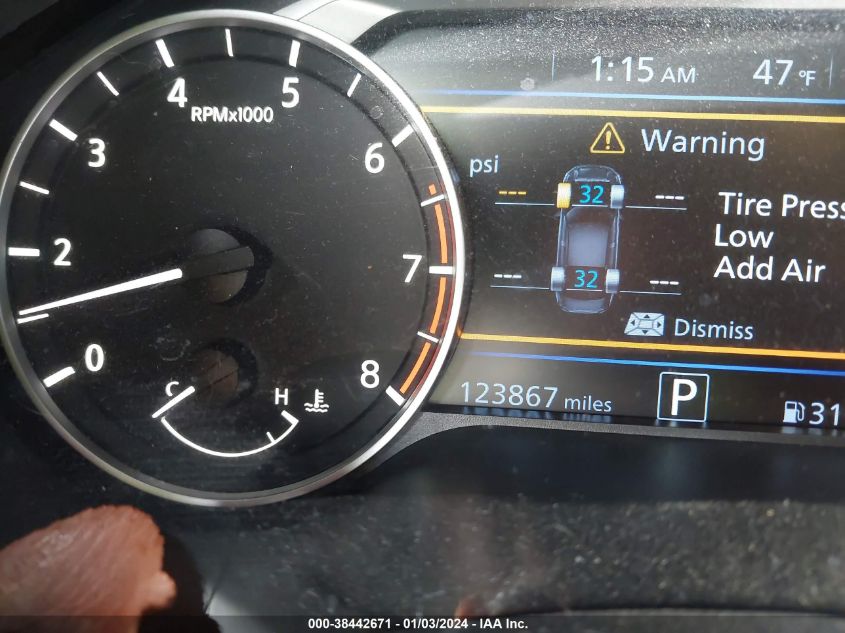 4
5
RPMx1000
3
6
2
7
0
8
C
H
1:15 AM
47 °F
Warning
psi
---
32
---
Tire Press
Low
Add Air
---
32
---
Dismiss
123867 miles
P
31
000-38442671 - 01/03/2024 - IAA Inc.